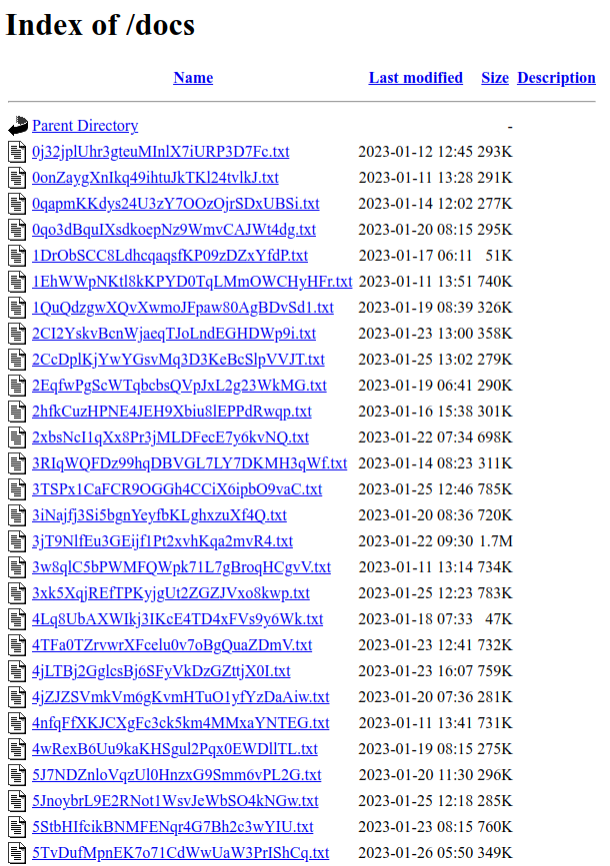 Index of /docs
Name Last modified Size Description
Parent Directory -
0j32jplUhr3gteuMInlX7iURP3D7Fc.txt 2023-01-12 12:45 293K
0onZaygXnIkq49ihtuJkTKl24tvlkJ.txt 2023-01-11 13:28 291K
0qapmKKdys24U3zY7OOzOjrSDxUBSi.txt 2023-01-14 12:02 277K
0qo3dBquIXsdkoepNz9WmvCAJWt4dg.txt 2023-01-20 08:15 295K
1DrObSCC8LdhcqaqsfKP09zDZxYfdP.txt 2023-01-17 06:11 51K
1EhWWpNKtl8kKPYD0TqLMmOWCHyHFr.txt 2023-01-11 13:51 740K
1QuQdzgwXQvXwmoJFpaw80AgBDvSd1.txt 2023-01-19 08:39 326K
2CI2YskvBcnWjaeqTJoLndEGHDWp9i.txt 2023-01-23 13:00 358K
2CcDplKjYwYGsvMq3D3KeBcSlpVVJT.txt 2023-01-25 13:02 279K
2EqfwPgScWTqbcbsQVpJxL2g23WkMG.txt 2023-01-19 06:41 290K
2hfkCuzHPNE4JEH9Xbiu8lEPPdRwqp.txt 2023-01-16 15:38 301K
2xbsNcI1qXx8Pr3jMLDFecE7y6kvNQ.txt 2023-01-22 07:34 698K
3RIqWQFDz99hqDBVGL7LY7DKMH3qWf.txt 2023-01-14 08:23 311K
3TSPx1CaFCR9OGGh4CCiX6ipbO9vaC.txt 2023-01-25 12:46 785K
3iNajfj3Si5bgnYeyfbKLghxzuXf4Q.txt 2023-01-20 08:36 720K
3jT9NlfEu3GEijf1Pt2xvhKqa2mvR4.txt 2023-01-22 09:30 1.7M
3w8qlC5bPWMFQWpk71L7gBroqHCgvV.txt 2023-01-11 13:14 734K
3xk5XqjREfTPKyjgUt2ZGZJVxo8kwp.txt 2023-01-25 12:23 783K
4Lq8UbAXWIkj3IKcE4TD4xFVs9y6Wk.txt 2023-01-18 07:33 47K
4TFa0TZrvwrXFcelu0v7oBgQuaZDmV.txt 2023-01-23 12:41 732K
4jLTBj2GglcsBj6SFyVkDzGZttjX0I.txt 2023-01-23 16:07 759K
4jZJZSVmkVm6gKvmHTuO1yfYzDaAiw.txt 2023-01-20 07:36 281K
4nfqFfXKJCXgFc3ck5km4MMxaYNTEG.txt 2023-01-11 13:41 731K
4wRexB6Uu9kaKHSgul2Pqx0EWDllTL.txt 2023-01-19 08:15 275K
5J7NDZnloVqzUl0HnzxG9Smm6vPL2G.txt 2023-01-20 11:30 296K
5JnoybrL9E2RNot1WsvJeWbSO4kNGw.txt 2023-01-25 12:18 285K
5StbHIfcikBNMFENqr4G7Bh2c3wYIU.txt 2023-01-23 08:15 760K
5TvDufMpnEK7o71CdWwUaW3PrIShCq.txt 2023-01-26 05:50 349K